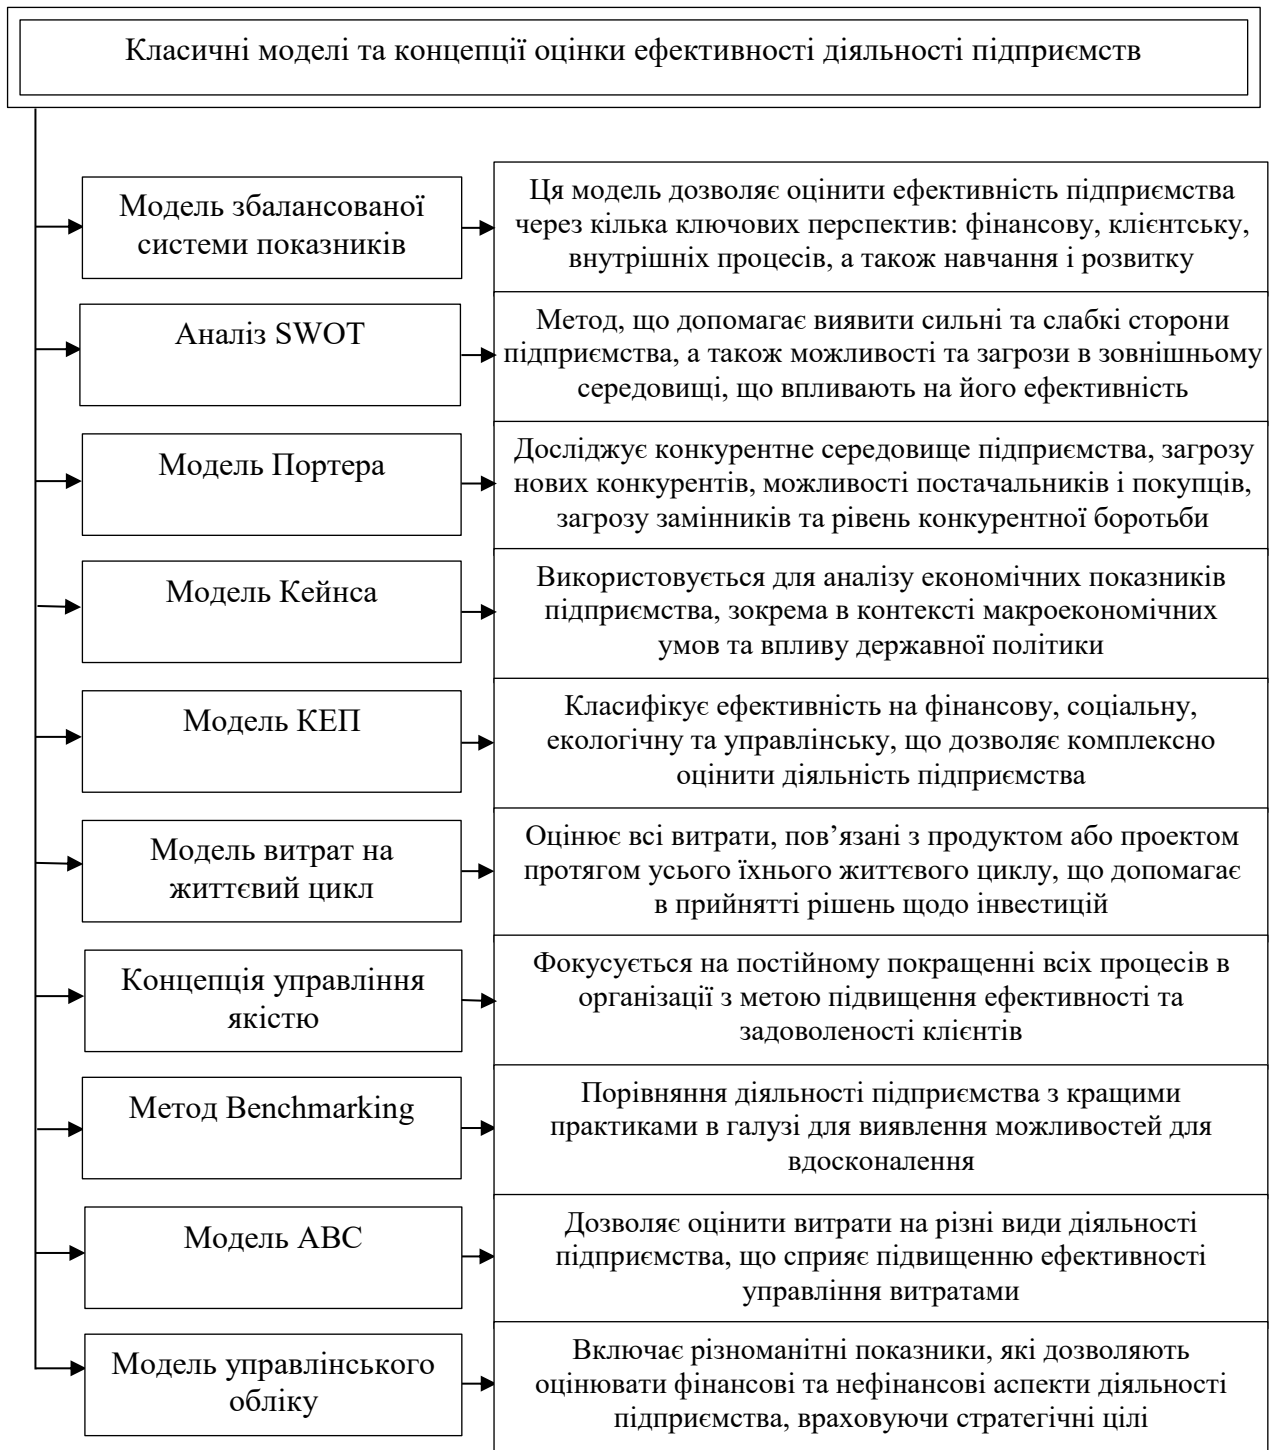 Класичні моделі та концепції оцінки ефективності діяльності підприємств
Модель збалансованої
системи показників
Ця модель дозволяє оцінити ефективність підприємства
через кілька ключових перспектив: фінансову, клієнтську,
внутрішніх процесів, а також навчання і розвитку
Аналіз SWOT
Метод, що допомагає виявити сильні та слабкі сторони
підприємства, а також можливості та загрози в зовнішньому
середовищі, що впливають на його ефективність
Модель Портера
Досліджує конкурентне середовище підприємства, загрозу
нових конкурентів, можливості постачальників і покупців,
загрозу замінників та рівень конкурентної боротьби
Модель Кейнса
Використовується для аналізу економічних показників
підприємства, зокрема в контексті макроекономічних
умов та впливу державної політики
Модель КЕП
Класифікує ефективність на фінансову, соціальну,
екологічну та управлінську, що дозволяє комплексно
оцінити діяльність підприємства
Модель витрат на
життєвий цикл
Оцінює всі витрати, пов’язані з продуктом або проектом
протягом усього їхнього життєвого циклу, що допомагає
в прийнятті рішень щодо інвестицій
Концепція управління
якістю
Фокусується на постійному покращенні всіх процесів в
організації з метою підвищення ефективності та
задоволеності клієнтів
Метод Benchmarking
Порівняння діяльності підприємства з кращими
практиками в галузі для виявлення можливостей для
вдосконалення
Модель ABC
Дозволяє оцінити витрати на різні види діяльності
підприємства, що сприяє підвищенню ефективності
управління витратами
Модель управлінського
обліку
Включає різноманітні показники, які дозволяють
оцінювати фінансові та нефінансові аспекти діяльності
підприємства, враховуючи стратегічні цілі